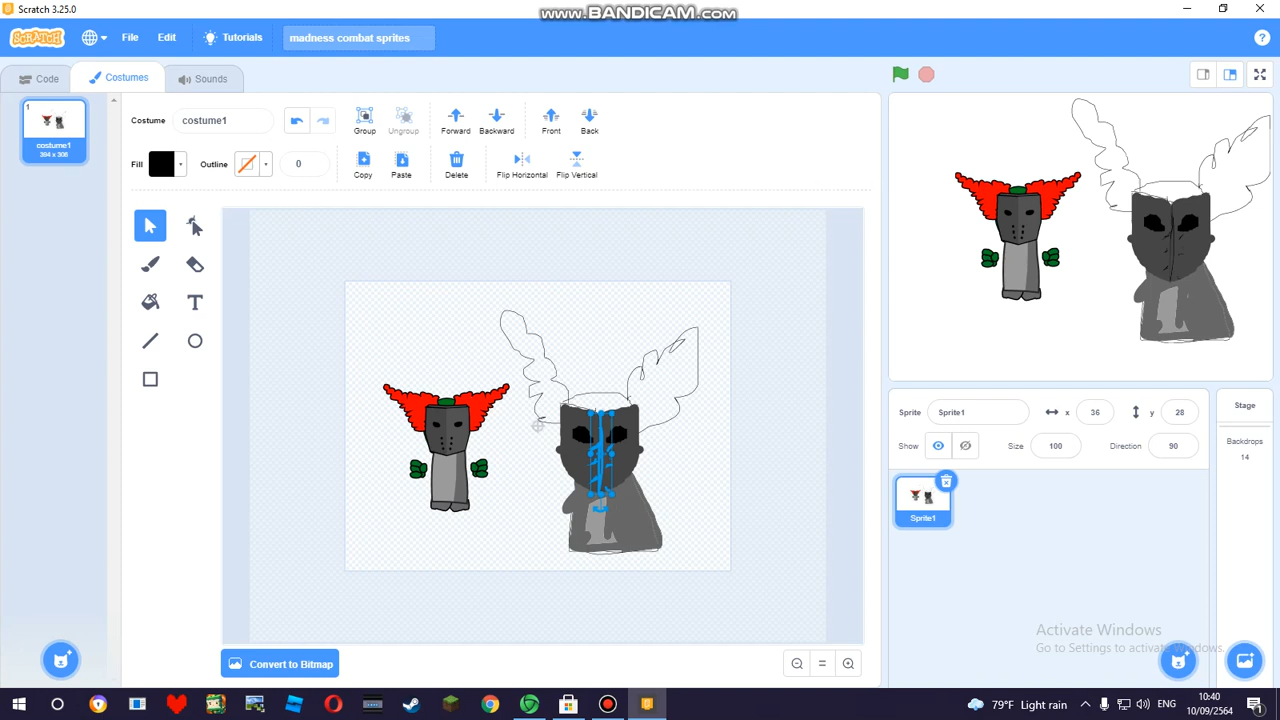 Scratch 3.25.0
www.BANDICAM.com
SCRATCH File Edit Tutorials madness combat sprites
Code Costumes Sounds
1
costume1
394 x 306
Costume costume1
Group Ungroup Forward Backward Front Back
Fill Outline 0
Copy Paste Delete Flip Horizontal Flip Vertical
T
Convert to Bitmap
Sprite Sprite1 x 36 y 28
Show Size 100 Direction 90
Sprite1
Stage
Backdrops
14
Activate Windows
Go to Settings to activate Windows.
79°F Light rain ENG
10:40
10/09/2564